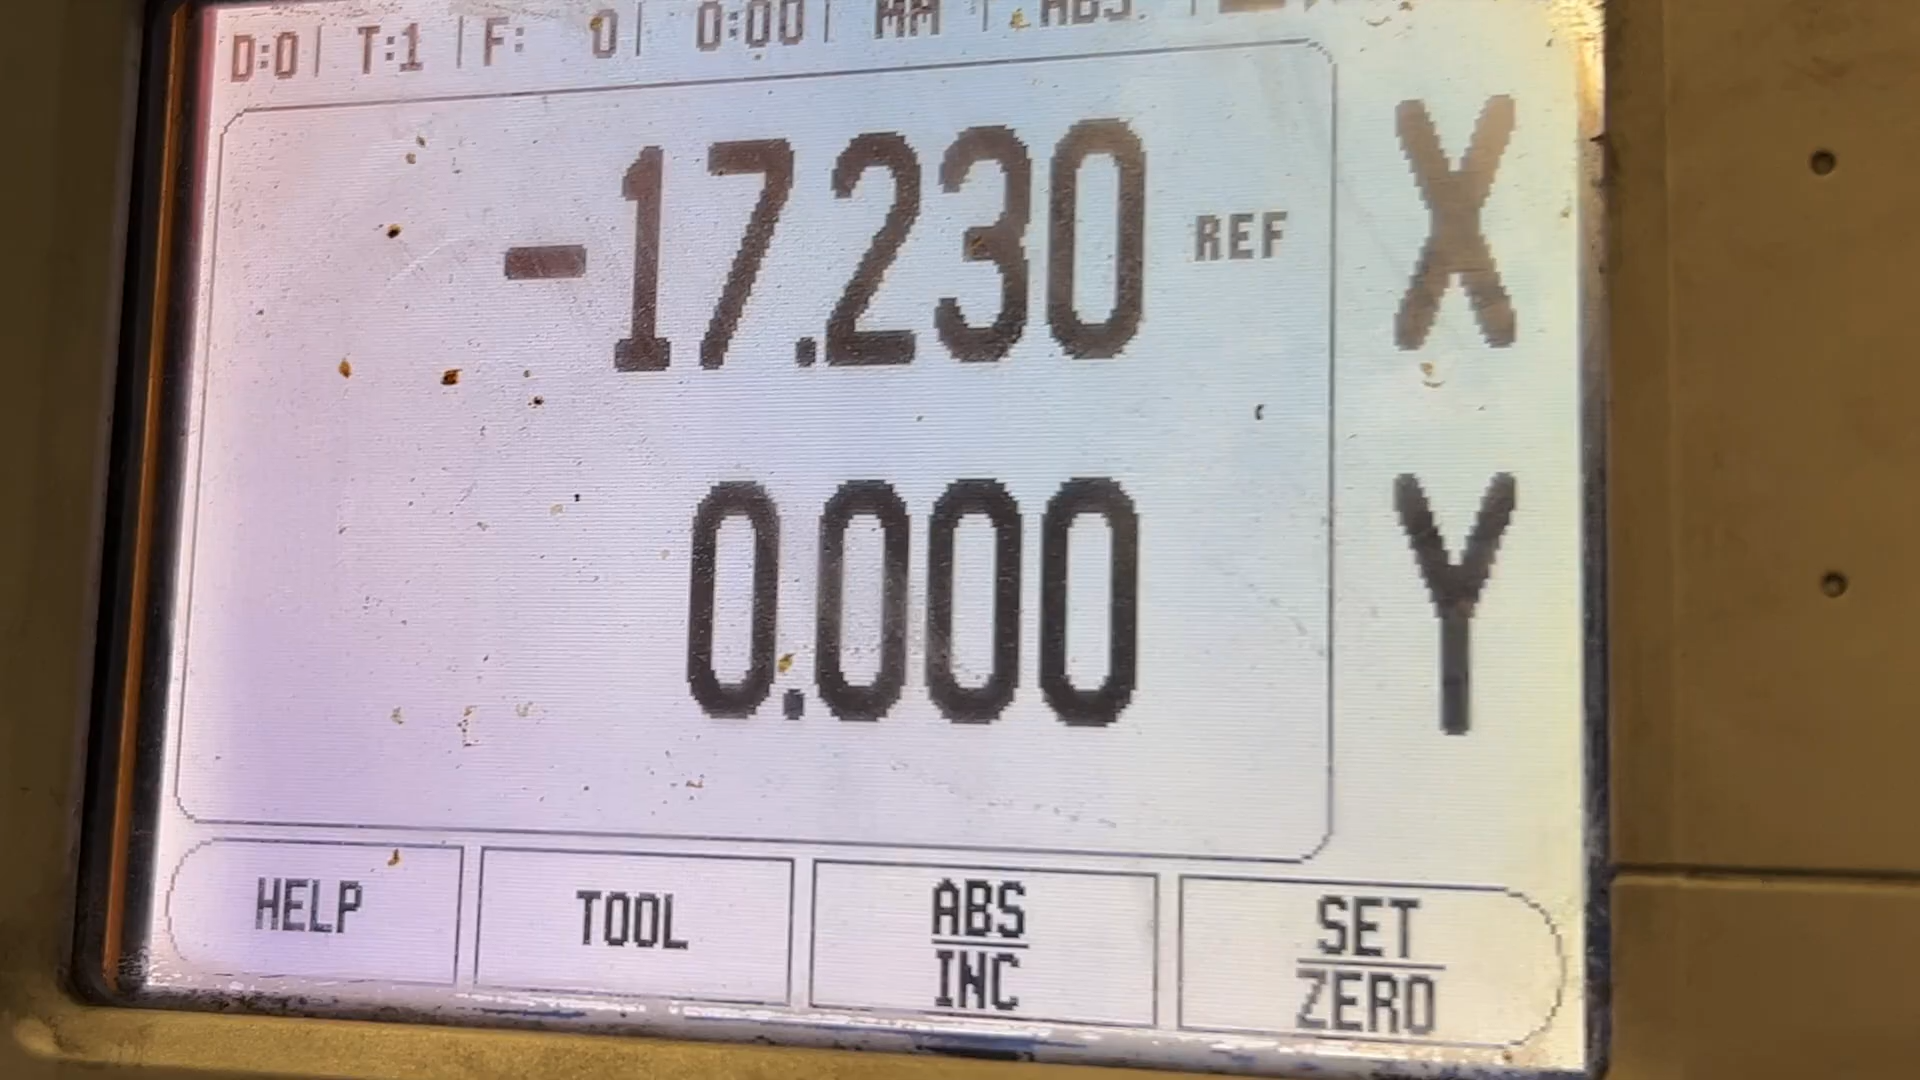 D:0 | T:1 | F: 0 | 0:00 | MM | ABS. |
-17.230 REF X
0.000 Y
HELP TOOL ABS INC SET ZERO